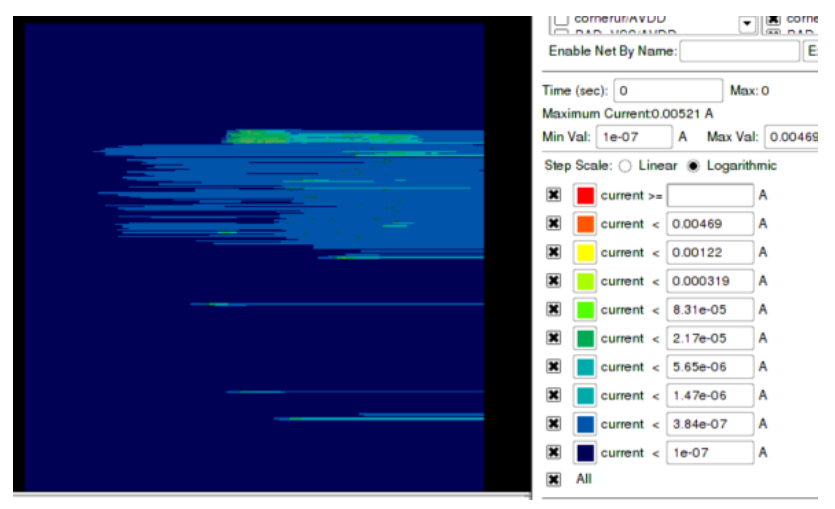 cornerur/AVDD corne
PAD_VSS/AVDD PAD
Enable Net By Name: E
Time (sec): 0 Max: 0
Maximum Current:0.00521 A
Min Val: 1e-07 A Max Val: 0.00469
Step Scale: Linear Logarithmic
current >= A
current < 0.00469 A
current < 0.00122 A
current < 0.000319 A
current < 8.31e-05 A
current < 2.17e-05 A
current < 5.65e-06 A
current < 1.47e-06 A
current < 3.84e-07 A
current < 1e-07 A
All